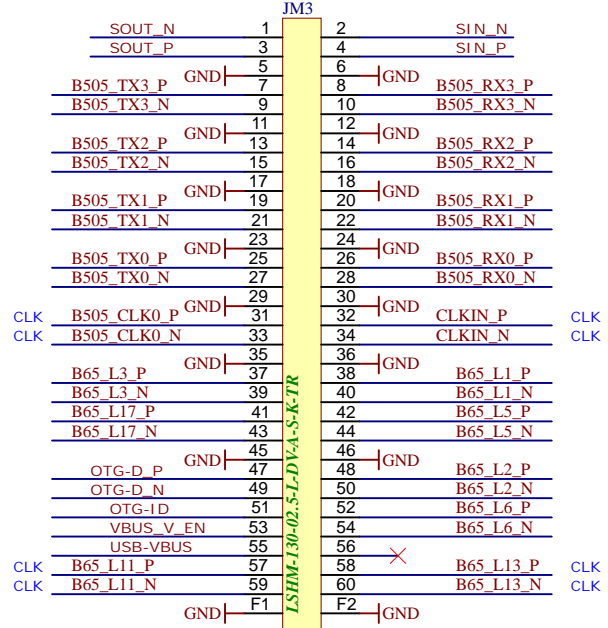 JM3
SOUT_N 1 2 SIN_N
SOUT_P 3 4 SIN_P
GND 5 6 GND
B505_TX3_P 7 8 B505_RX3_P
B505_TX3_N 9 10 B505_RX3_N
GND 11 12 GND
B505_TX2_P 13 14 B505_RX2_P
B505_TX2_N 15 16 B505_RX2_N
GND 17 18 GND
B505_TX1_P 19 20 B505_RX1_P
B505_TX1_N 21 22 B505_RX1_N
GND 23 24 GND
B505_TX0_P 25 26 B505_RX0_P
B505_TX0_N 27 28 B505_RX0_N
GND 29 30 GND
CLK B505_CLK0_P 31 32 CLKIN_P CLK
CLK B505_CLK0_N 33 34 CLKIN_N CLK
GND 35 36 GND
B65_L3_P 37 38 B65_L1_P
B65_L3_N 39 40 B65_L1_N
B65_L17_P 41 42 B65_L5_P
B65_L17_N 43 44 B65_L5_N
GND 45 46 GND
OTG-D_P 47 48 B65_L2_P
OTG-D_N 49 50 B65_L2_N
OTG-ID 51 52 B65_L6_P
VBUS_V_EN 53 54 B65_L6_N
USB-VBUS 55 56
CLK B65_L11_P 57 58 B65_L13_P CLK
CLK B65_L11_N 59 60 B65_L13_N CLK
GND F1 F2 GND
LSHM-130-02.5-L-DV-A-S-K-TR